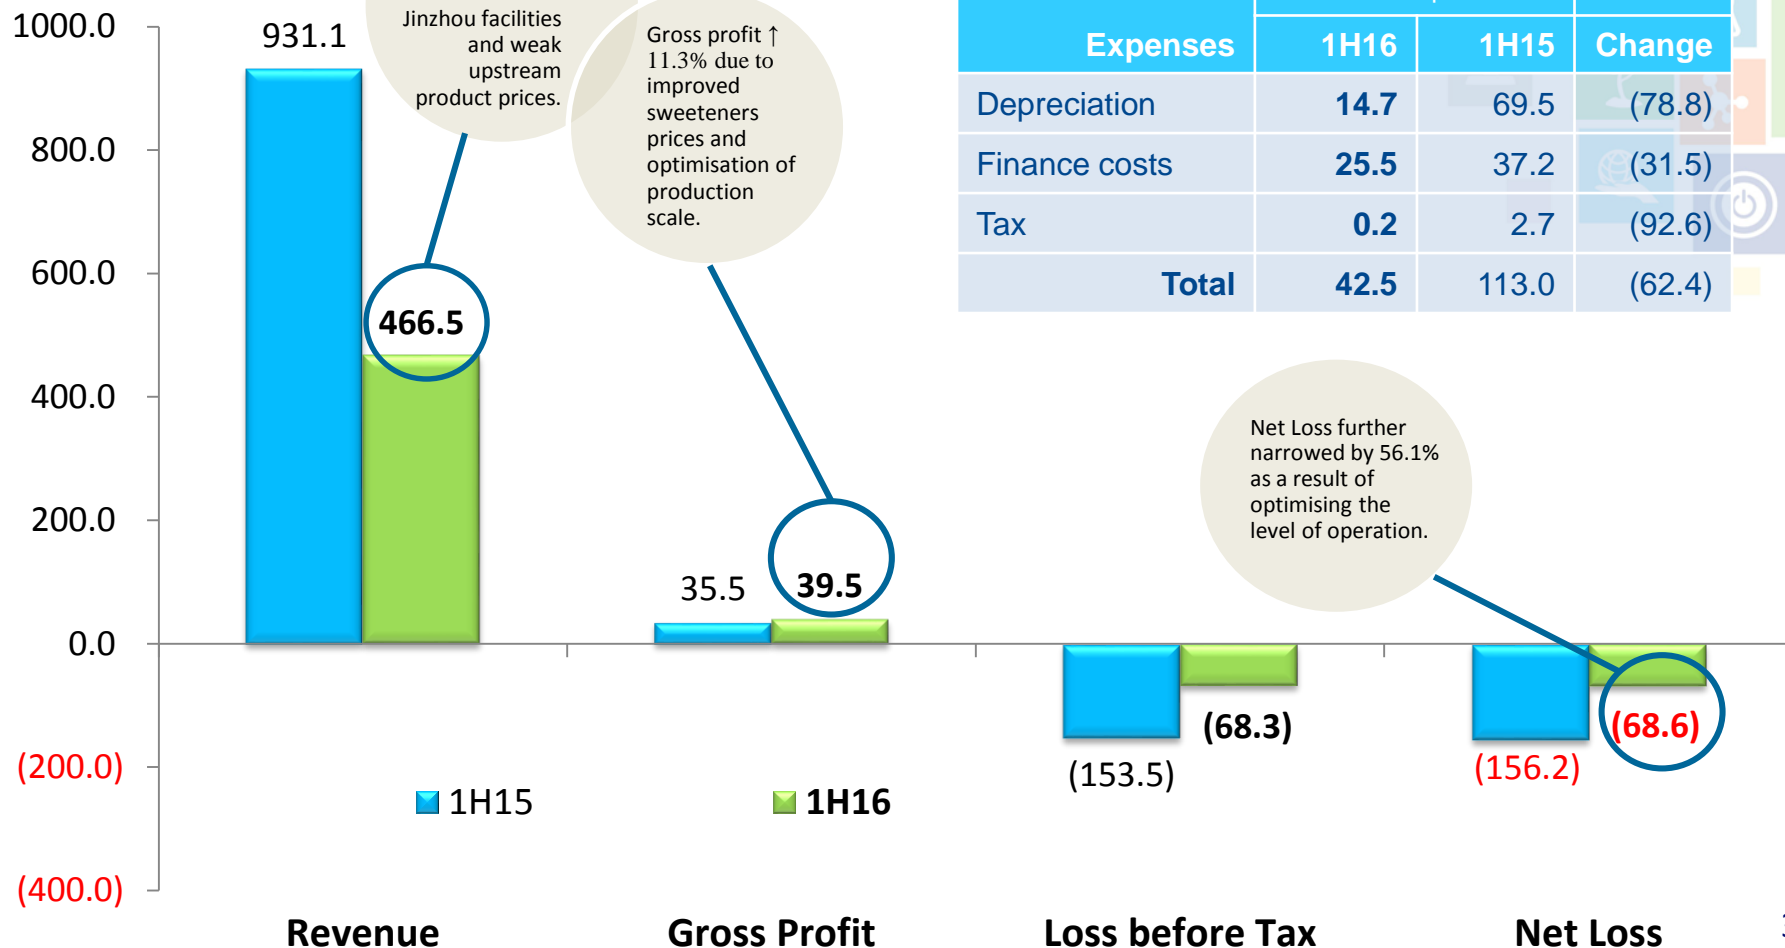 1000.0
800.0
600.0
400.0
200.0
0.0
(200.0)
(400.0)
931.1
466.5
35.5
39.5
(153.5)
(68.3)
(156.2)
(68.6)
Jinzhou facilities
and weak
upstream
product prices.
Gross profit ↑
11.3% due to
improved
sweeteners
prices and
optimisation of
production
scale.
Expenses 1H16 1H15 Change
Depreciation 14.7 69.5 (78.8)
Finance costs 25.5 37.2 (31.5)
Tax 0.2 2.7 (92.6)
Total 42.5 113.0 (62.4)
Net Loss further
narrowed by 56.1%
as a result of
optimising the
level of operation.
1H15 1H16
Revenue Gross Profit Loss before Tax Net Loss